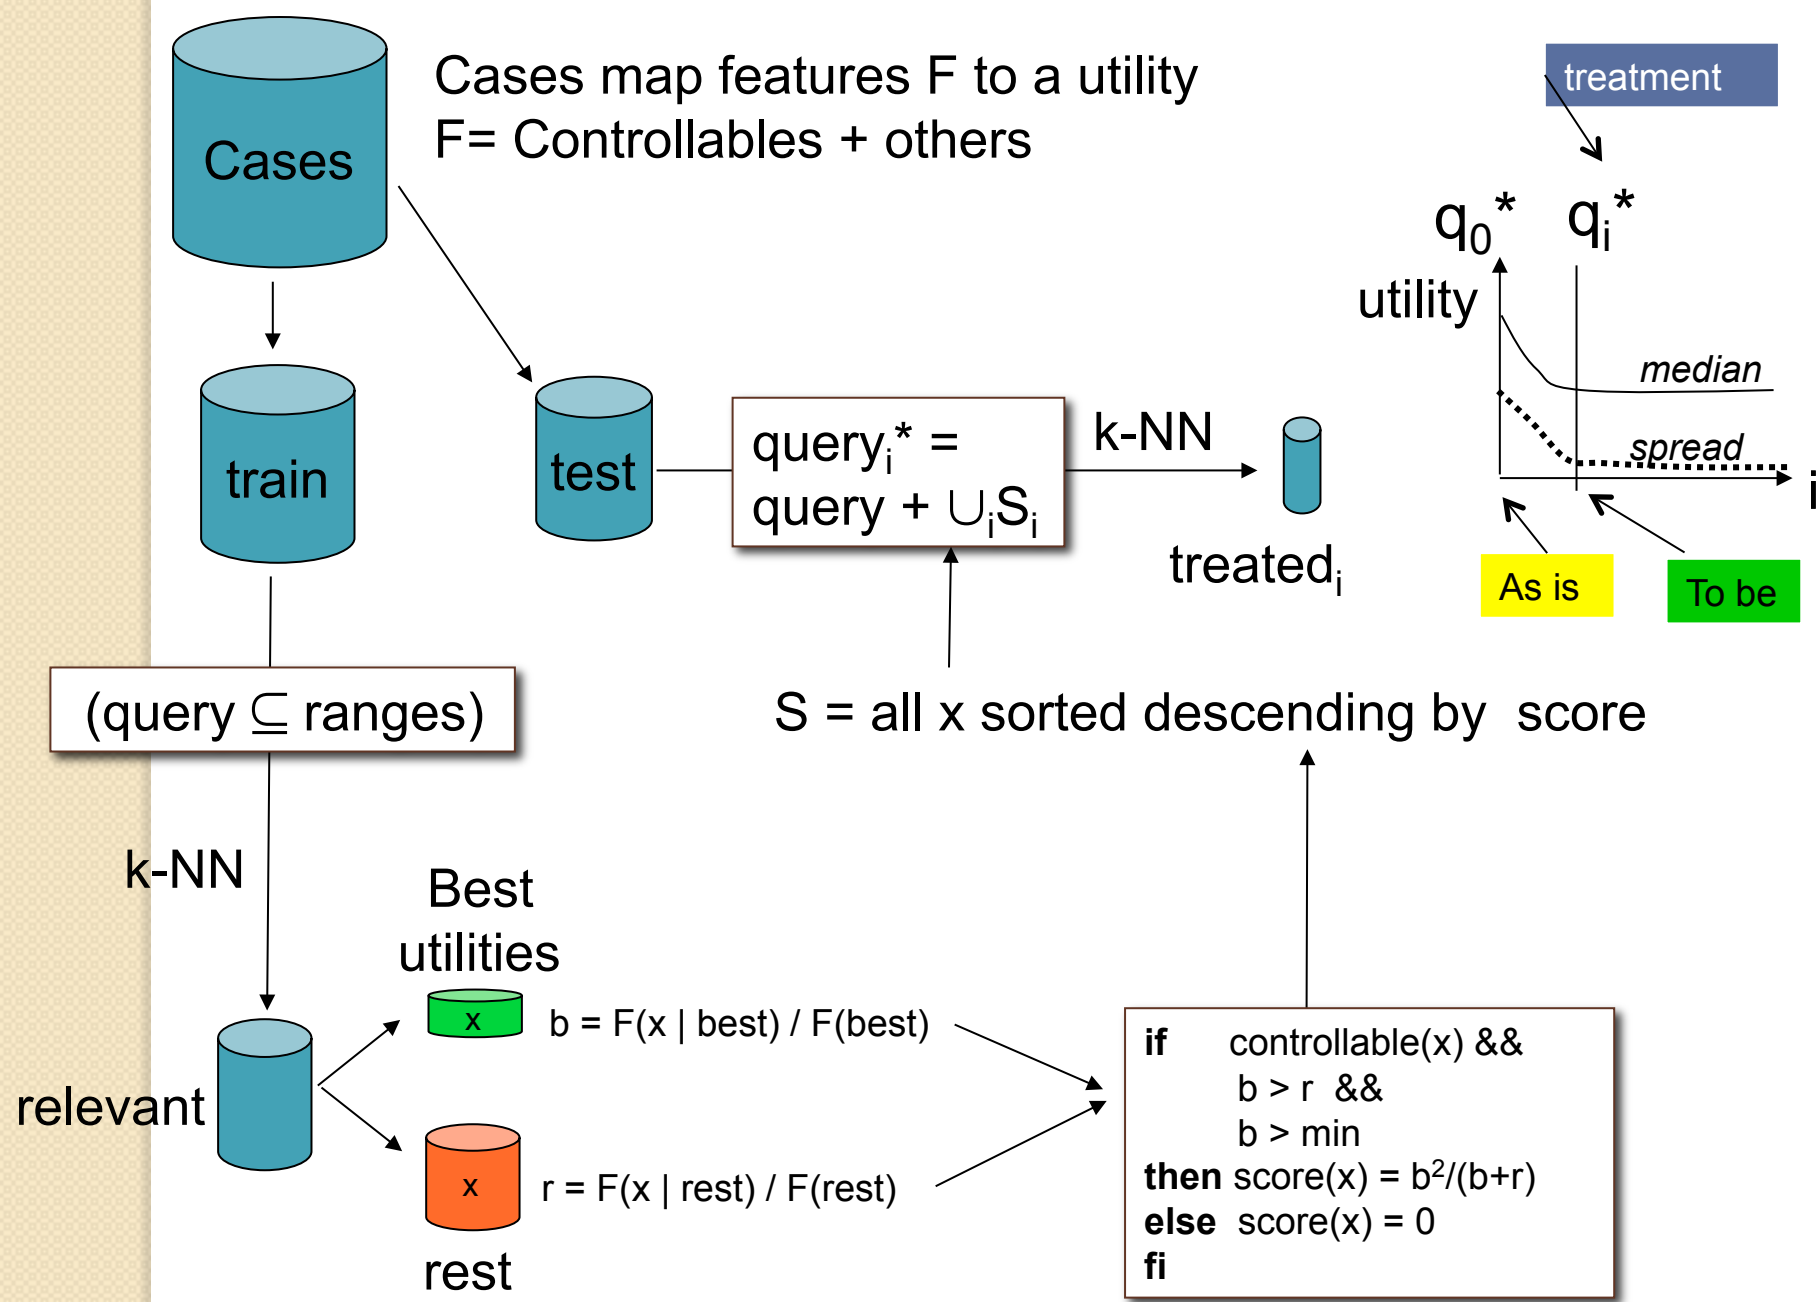 Cases map features F to a utility
F= Controllables + others
Cases
treatment
q₀* qᵢ*
utility
median
spread
i
As is
To be
train
test
queryᵢ* =
query + ∪ᵢSᵢ
k-NN
treatedᵢ
(query ⊆ ranges)
S = all x sorted descending by score
k-NN
Best
utilities
x
b = F(x | best) / F(best)
relevant
x
r = F(x | rest) / F(rest)
rest
if controllable(x) &&
b > r &&
b > min
then score(x) = b²/(b+r)
else score(x) = 0
fi